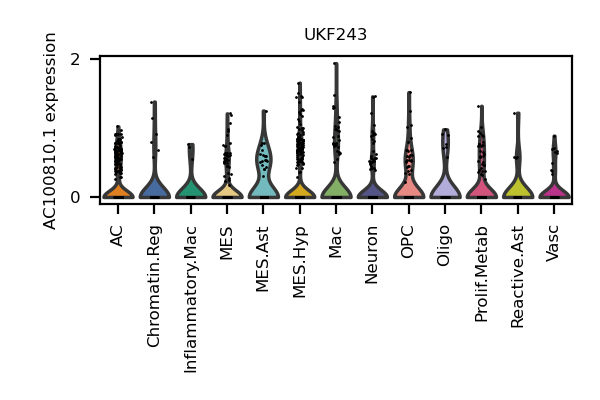 UKF243
AC100810.1 expression
2
0
AC
Chromatin.Reg
Inflammatory.Mac
MES
MES.Ast
MES.Hyp
Mac
Neuron
OPC
Oligo
Prolif.Metab
Reactive.Ast
Vasc